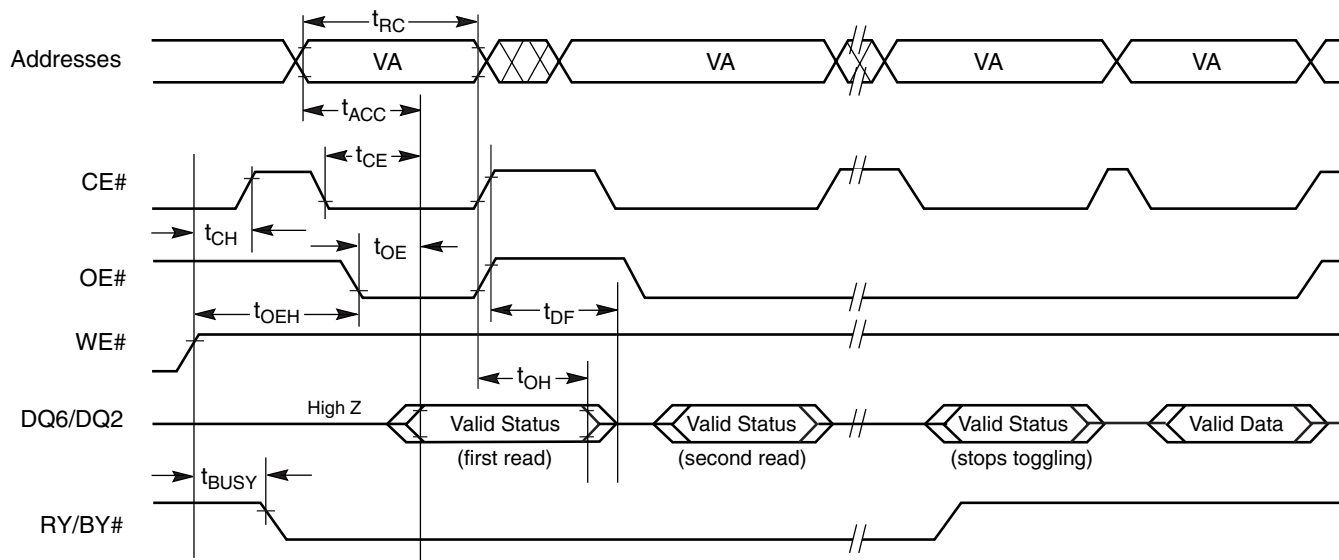 tRC
Addresses VA VA VA VA
tACC
tCE
CE#
tCH tOE
OE#
tOEH tDF
WE#
tOH
High Z
DQ6/DQ2 Valid Status Valid Status Valid Status Valid Data
(first read) (second read) (stops toggling)
tBUSY
RY/BY#